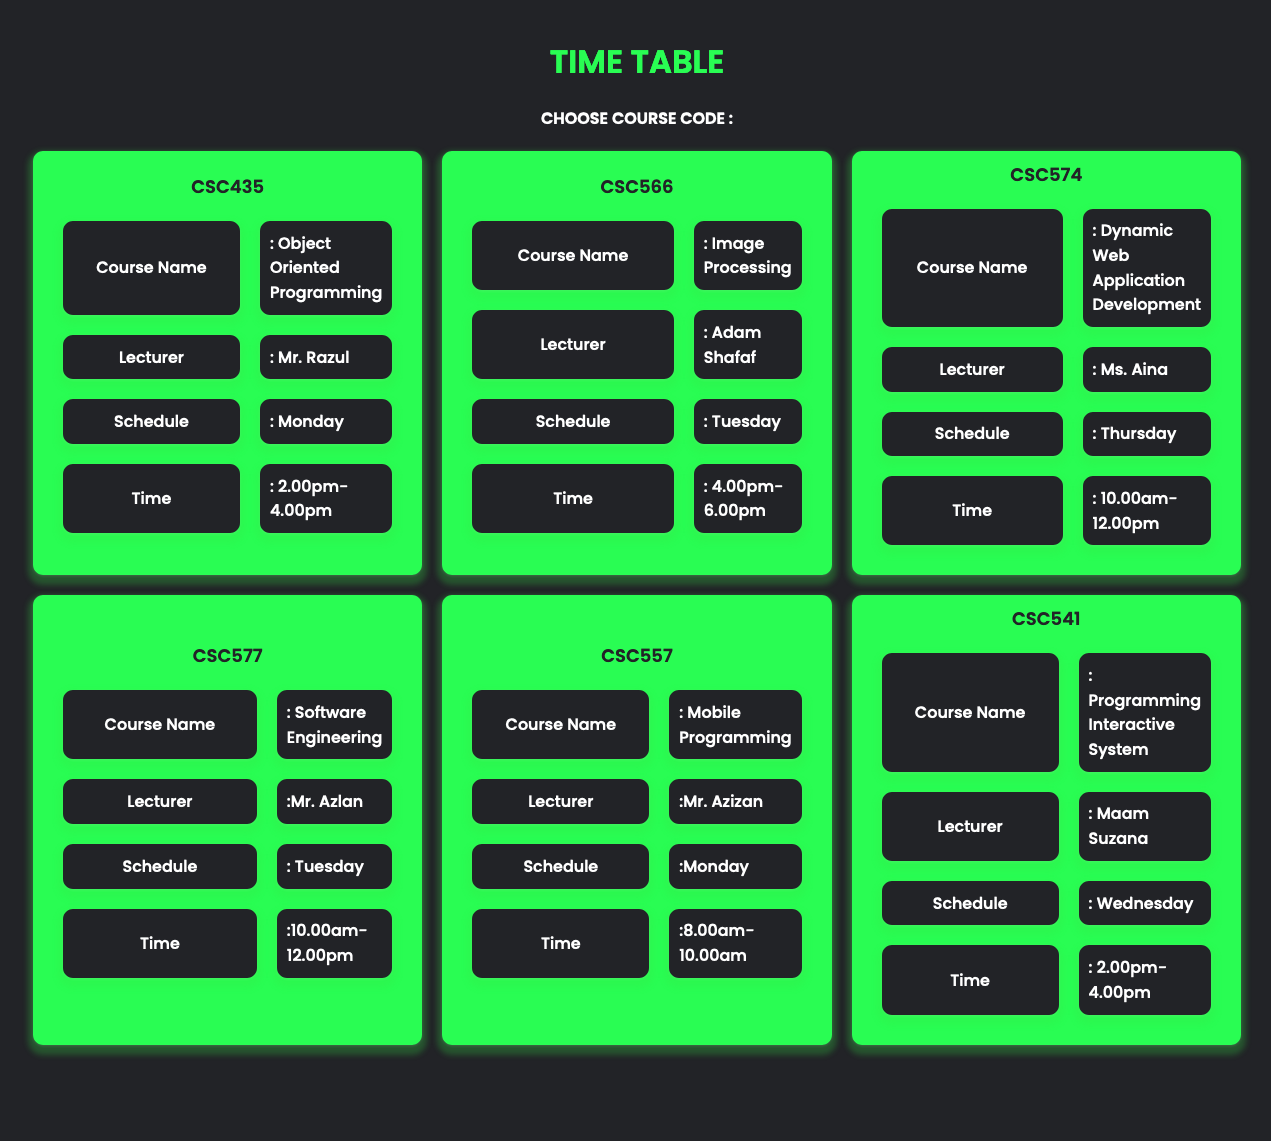 TIME TABLE
CHOOSE COURSE CODE :
CSC435
Course Name
: Object
Oriented
Programming
Lecturer
: Mr. Razul
Schedule
: Monday
Time
: 2.00pm-
4.00pm
CSC566
Course Name
: Image
Processing
Lecturer
: Adam
Shafaf
Schedule
: Tuesday
Time
: 4.00pm-
6.00pm
CSC574
Course Name
: Dynamic
Web
Application
Development
Lecturer
: Ms. Aina
Schedule
: Thursday
Time
: 10.00am-
12.00pm
CSC577
Course Name
: Software
Engineering
Lecturer
:Mr. Azlan
Schedule
: Tuesday
Time
:10.00am-
12.00pm
CSC557
Course Name
: Mobile
Programming
Lecturer
:Mr. Azizan
Schedule
:Monday
Time
:8.00am-
10.00am
CSC541
Course Name
:
Programming
Interactive
System
Lecturer
: Maam
Suzana
Schedule
: Wednesday
Time
: 2.00pm-
4.00pm